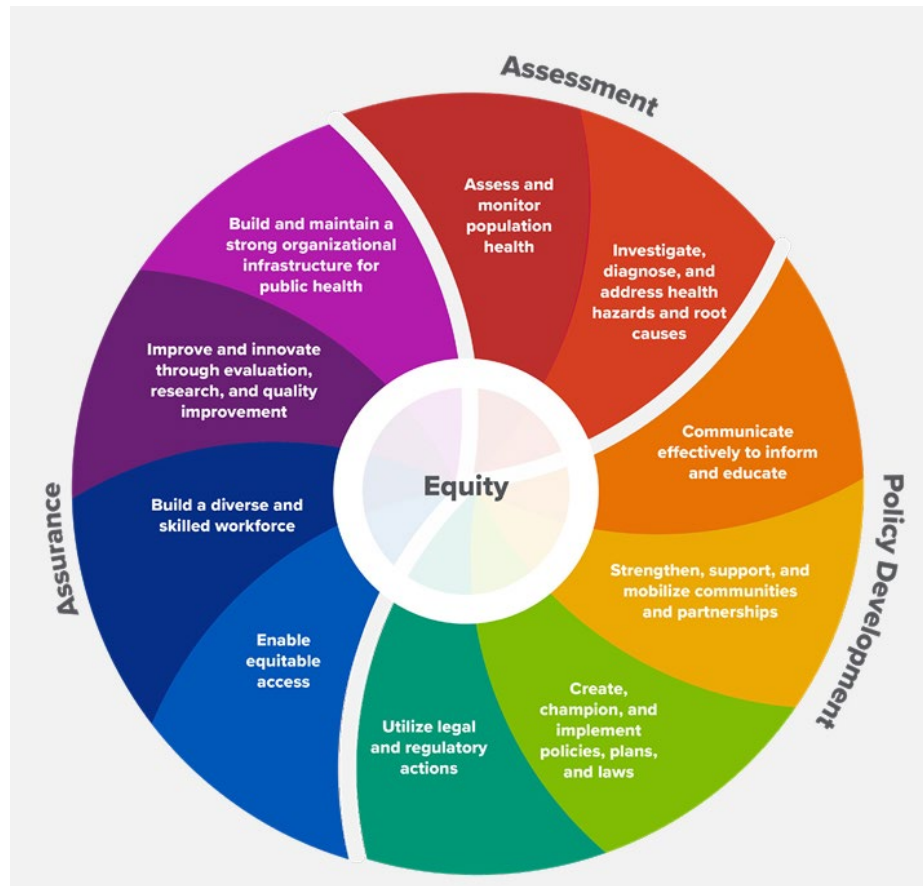 Assessment
Assess and
monitor
population
health
Investigate,
diagnose, and
address health
hazards and root
causes
Policy Development
Communicate
effectively to inform
and educate
Strengthen, support, and
mobilize communities
and partnerships
Create,
champion, and
implement
policies, plans,
and laws
Utilize legal
and regulatory
actions
Assurance
Enable
equitable
access
Build a diverse and
skilled workforce
Improve and innovate
through evaluation,
research, and quality
improvement
Build and maintain a
strong organizational
infrastructure for
public health
Equity